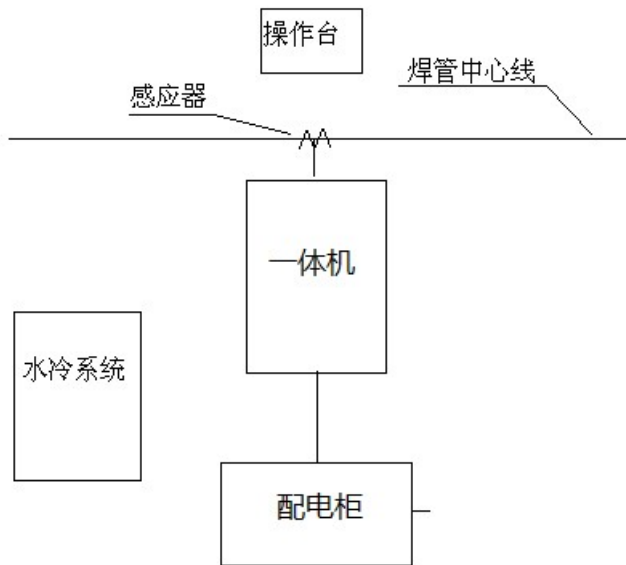 操作台
焊管中心线
感应器
一体机
水冷系统
配电柜